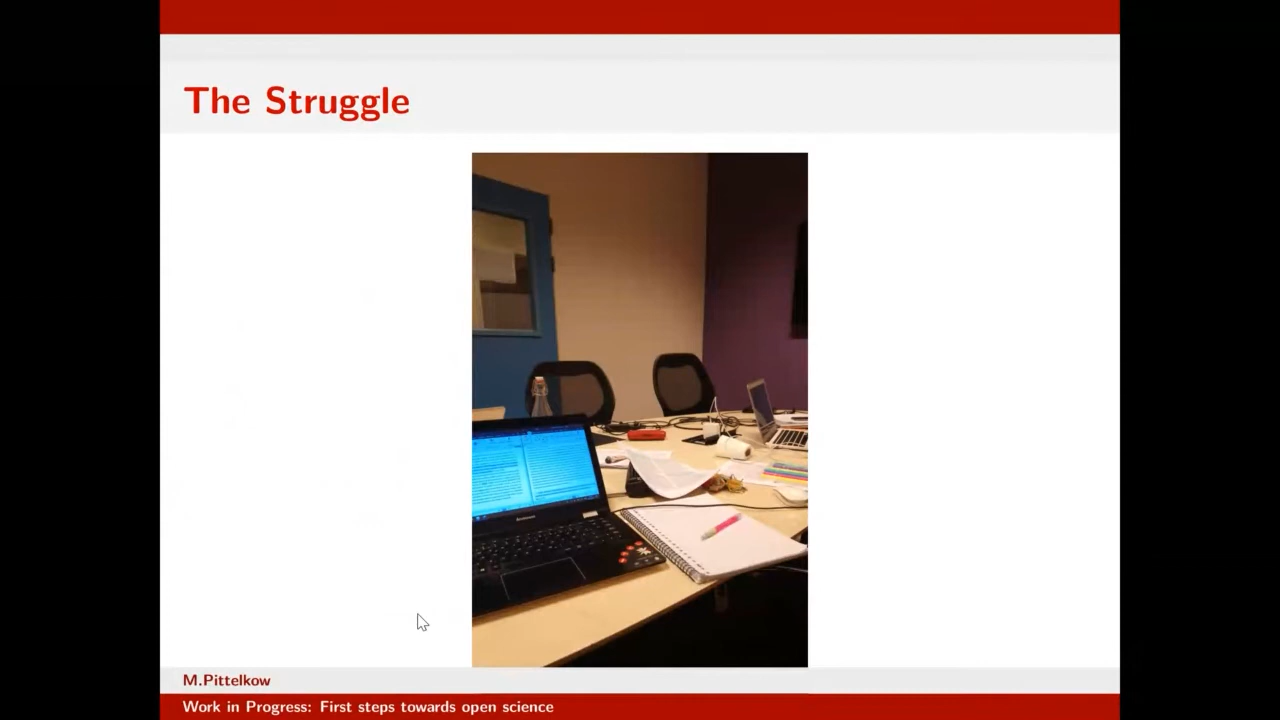 The Struggle
M.Pittelkow
Work in Progress: First steps towards open science